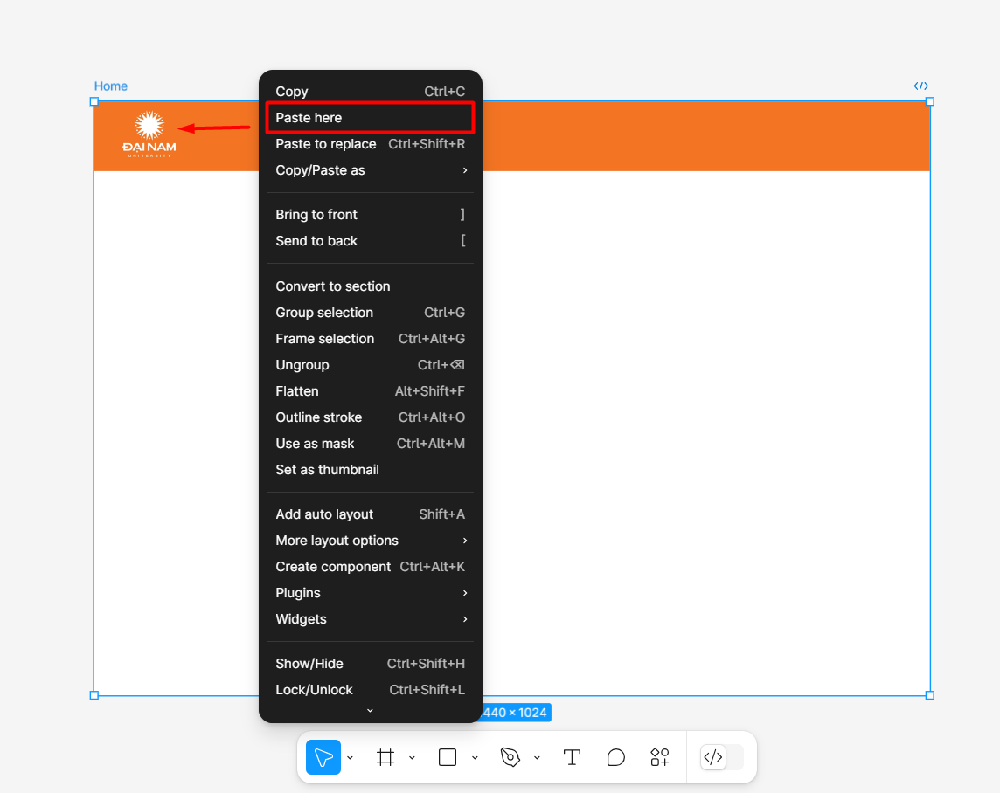 Home
</>
ĐẠI NAM
UNIVERSITY
Copy Ctrl+C
Paste here
Paste to replace Ctrl+Shift+R
Copy/Paste as
Bring to front ]
Send to back [
Convert to section
Group selection Ctrl+G
Frame selection Ctrl+Alt+G
Ungroup Ctrl+⌫
Flatten Alt+Shift+F
Outline stroke Ctrl+Alt+O
Use as mask Ctrl+Alt+M
Set as thumbnail
Add auto layout Shift+A
More layout options
Create component Ctrl+Alt+K
Plugins
Widgets
Show/Hide Ctrl+Shift+H
Lock/Unlock Ctrl+Shift+L
440 × 1024
</>